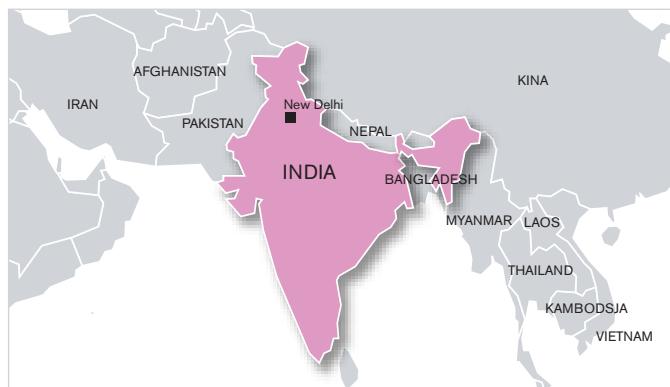 AFGHANISTAN
KINA
IRAN
New Delhi
PAKISTAN
NEPAL
INDIA
BANGLADESH
MYANMAR
LAOS
THAILAND
KAMBODSJA
VIETNAM